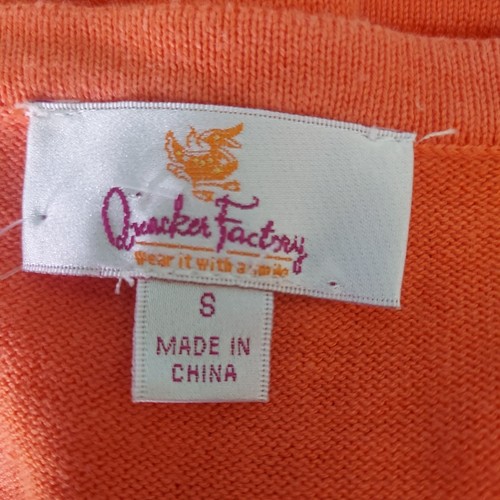 Quacker Factory
wear it with a smile
S
MADE IN
CHINA